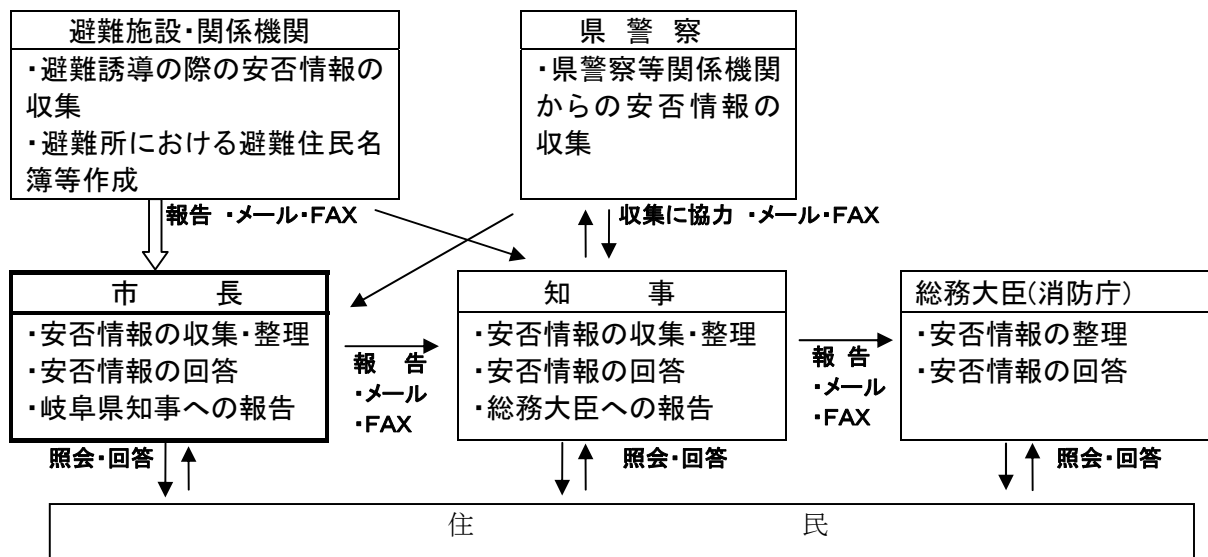 避難施設・関係機関
・避難誘導の際の安否情報の
収集
・避難所における避難住民名
簿等作成
県 警 察
・県警察等関係機関
からの安否情報の
収集
報告 ・メール・FAX
収集に協力 ・メール・FAX
市 長
・安否情報の収集・整理
・安否情報の回答
・岐阜県知事への報告
報 告
・メール
・FAX
知 事
・安否情報の収集・整理
・安否情報の回答
・総務大臣への報告
報 告
・メール
・FAX
総務大臣(消防庁)
・安否情報の整理
・安否情報の回答
照会・回答
照会・回答
照会・回答
住 民